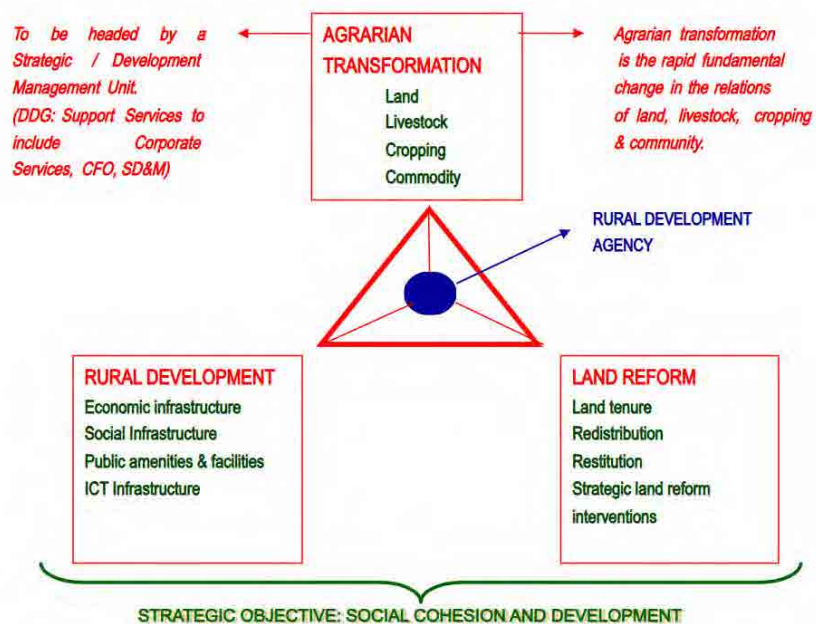 To be headed by a
Strategic / Development
Management Unit.
(DDG: Support Services to
include Corporate
Services, CFO, SD&M)
AGRARIAN
TRANSFORMATION
Land
Livestock
Cropping
Commodity
Agrarian transformation
is the rapid fundamental
change in the relations
of land, livestock, cropping
& community.
RURAL DEVELOPMENT
AGENCY
RURAL DEVELOPMENT
Economic infrastructure
Social Infrastructure
Public amenities & facilities
ICT Infrastructure
LAND REFORM
Land tenure
Redistribution
Restitution
Strategic land reform
interventions
STRATEGIC OBJECTIVE: SOCIAL COHESION AND DEVELOPMENT